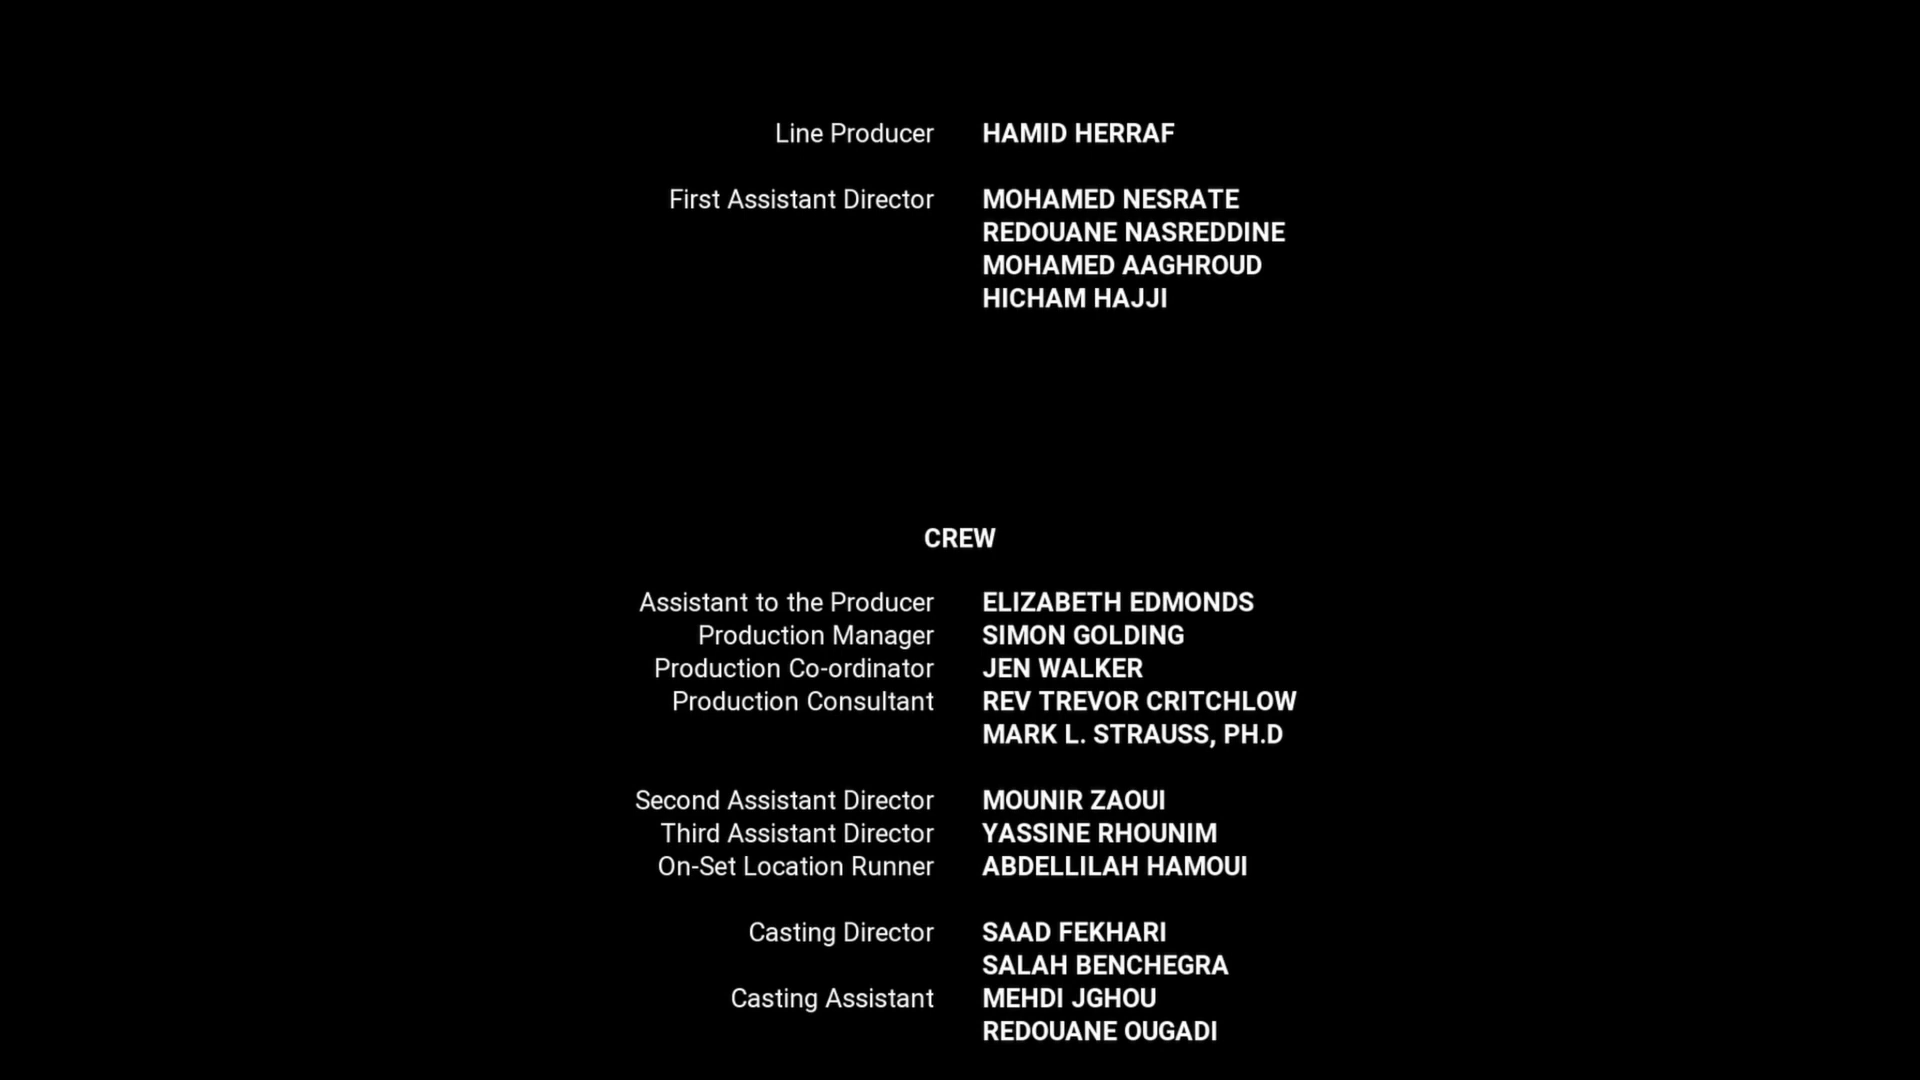 Line Producer HAMID HERRAF
First Assistant Director MOHAMED NESRATE
REDOUANE NASREDDINE
MOHAMED AAGHROUD
HICHAM HAJJI
CREW
Assistant to the Producer ELIZABETH EDMONDS
Production Manager SIMON GOLDING
Production Co-ordinator JEN WALKER
Production Consultant REV TREVOR CRITCHLOW
MARK L. STRAUSS, PH.D
Second Assistant Director MOUNIR ZAOUI
Third Assistant Director YASSINE RHOUNIM
On-Set Location Runner ABDELLILAH HAMOUI
Casting Director SAAD FEKHARI
SALAH BENCHEGRA
Casting Assistant MEHDI JGHOU
REDOUANE OUGADI